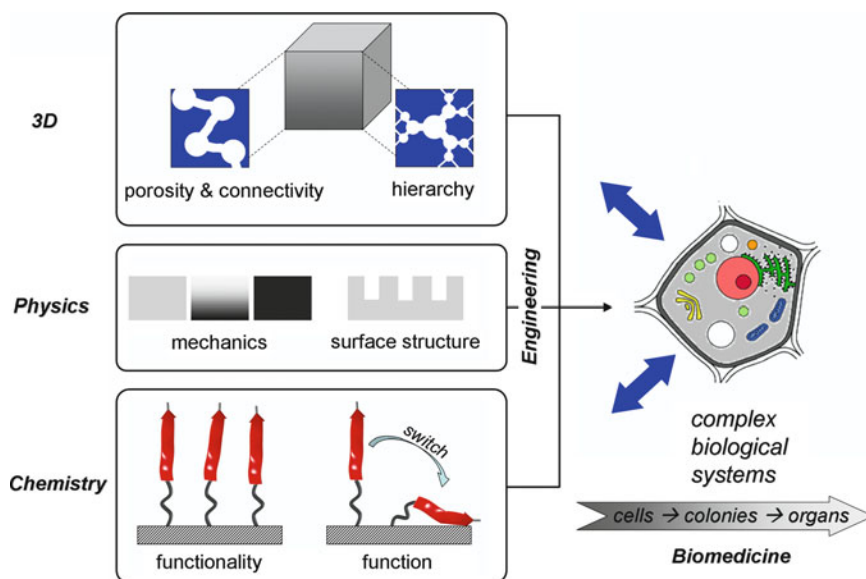 3D
porosity & connectivity
hierarchy
Physics
mechanics
surface structure
Chemistry
switch
functionality
function
Engineering
complex
biological
systems
cells → colonies → organs
Biomedicine